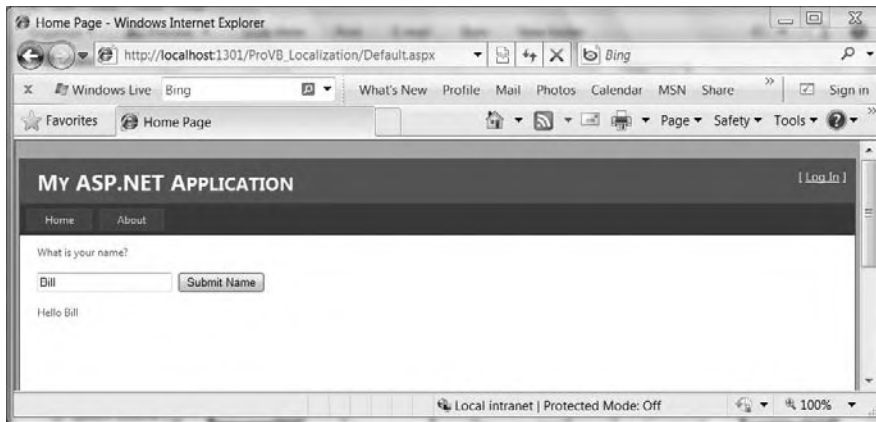 Home Page - Windows Internet Explorer
http://localhost:1301/ProVB_Localization/Default.aspx
Bing
x Windows Live Bing What's New Profile Mail Photos Calendar MSN Share » Sign in
Favorites Home Page Page Safety Tools »
MY ASP.NET APPLICATION
[ Log In ]
Home About
What is your name?
Bill Submit Name
Hello Bill
Local intranet | Protected Mode: Off 100%